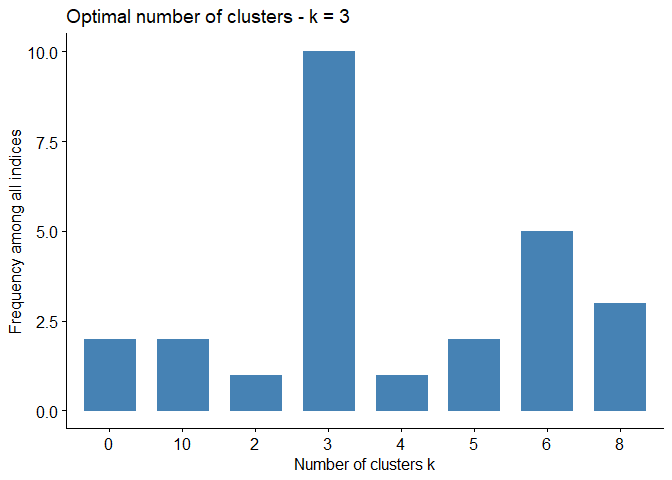 Optimal number of clusters - k = 3
Frequency among all indices
10.0
7.5
5.0
2.5
0.0
0 10 2 3 4 5 6 8
Number of clusters k